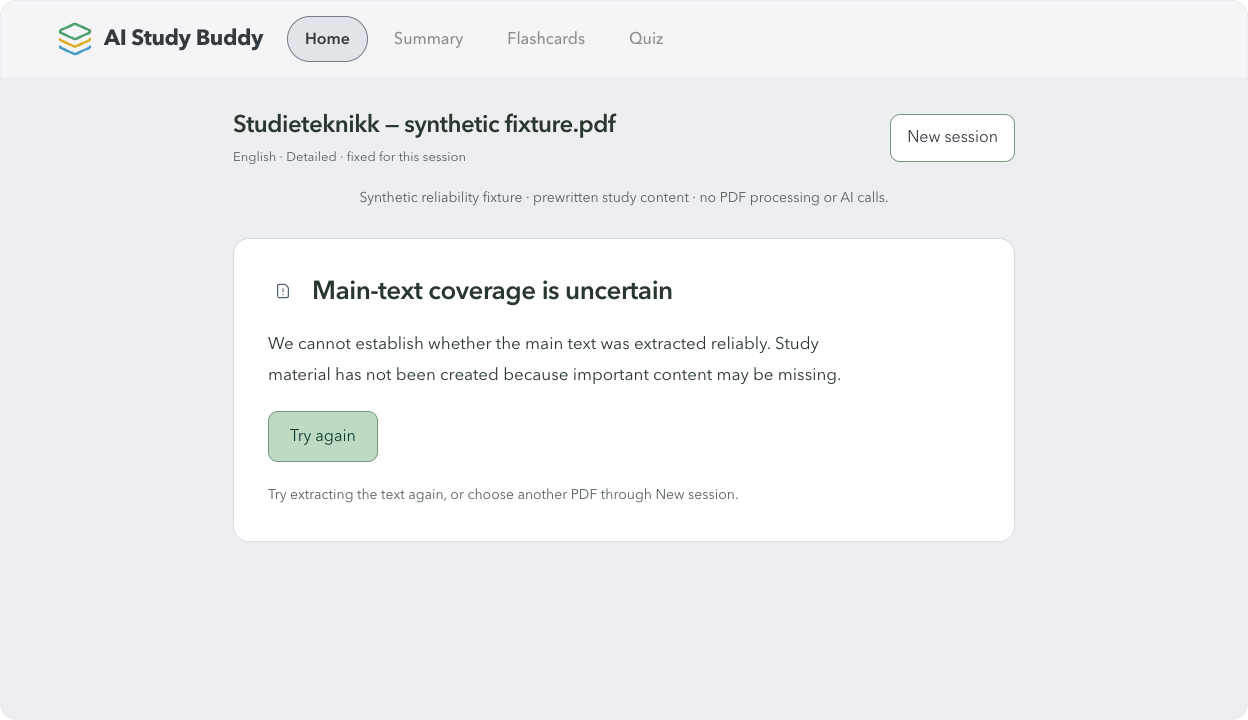 AI Study Buddy
Home
Summary
Flashcards
Quiz
Studieteknikk – synthetic fixture.pdf
New session
English · Detailed · fixed for this session
Synthetic reliability fixture · prewritten study content · no PDF processing or AI calls.
Main-text coverage is uncertain
We cannot establish whether the main text was extracted reliably. Study
material has not been created because important content may be missing.
Try again
Try extracting the text again, or choose another PDF through New session.